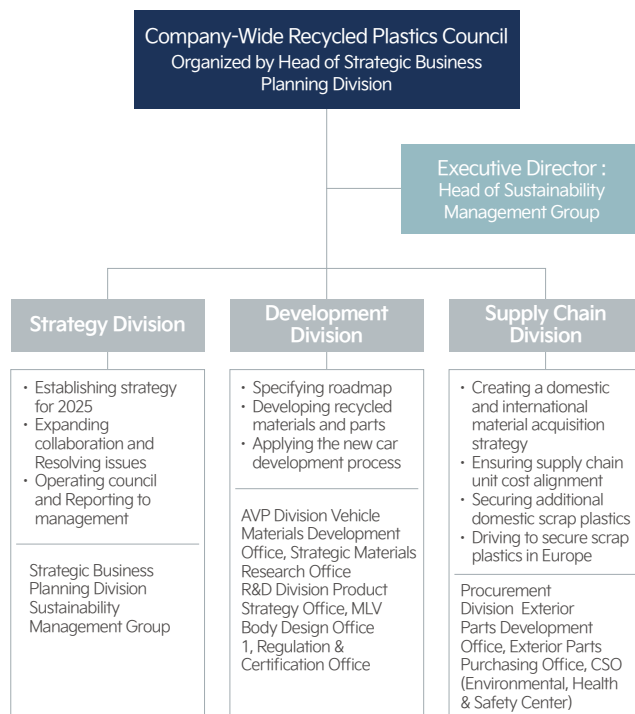 Company-Wide Recycled Plastics Council
Organized by Head of Strategic Business
Planning Division
Executive Director :
Head of Sustainability
Management Group
Strategy Division
• Establishing strategy
for 2025
• Expanding
collaboration and
Resolving issues
• Operating council
and Reporting to
management
Strategic Business
Planning Division
Sustainability
Management Group
Development
Division
• Specifying roadmap
• Developing recycled
materials and parts
• Applying the new car
development process
AVP Division Vehicle
Materials Development
Office, Strategic Materials
Research Office
R&D Division Product
Strategy Office, MLV
Body Design Office
1, Regulation &
Certification Office
Supply Chain
Division
• Creating a domestic
and international
material acquisition
strategy
• Ensuring supply chain
unit cost alignment
• Securing additional
domestic scrap plastics
• Driving to secure scrap
plastics in Europe
Procurement
Division Exterior
Parts Development
Office, Exterior Parts
Purchasing Office, CSO
(Environmental, Health
& Safety Center)